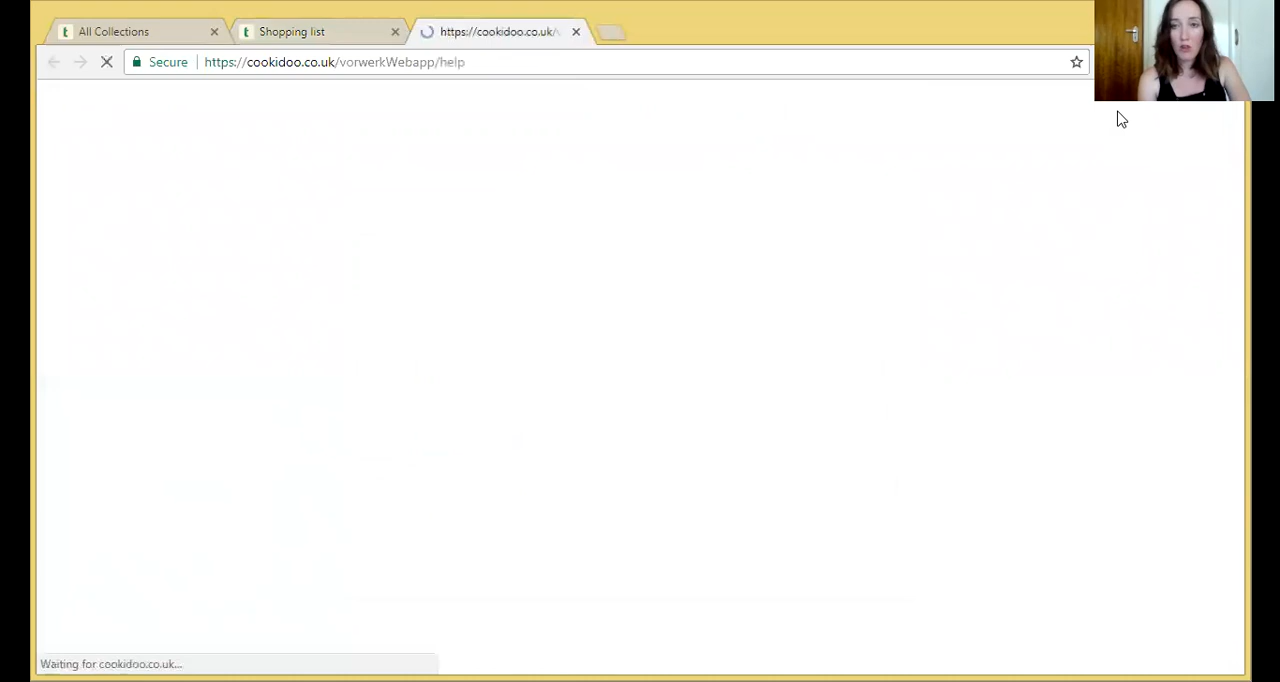 All Collections
Shopping list
https://cookidoo.co.uk/
Secure
https://cookidoo.co.uk/vorwerkWebapp/help
Waiting for cookidoo.co.uk...